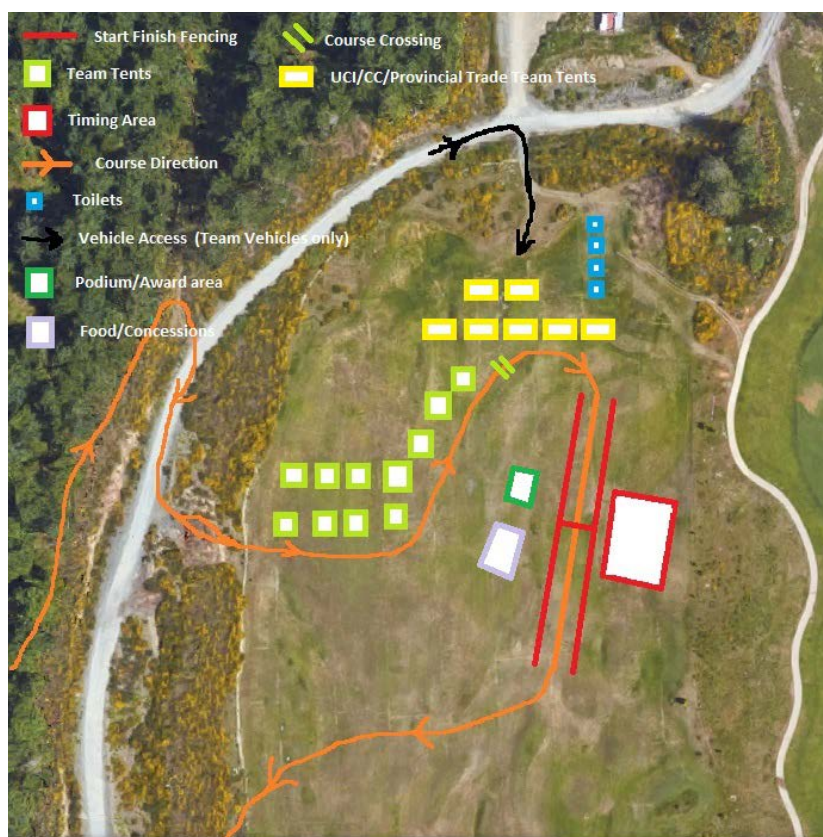 Start Finish Fencing
Course Crossing
Team Tents
UCI/CC/Provincial Trade Team Tents
Timing Area
Course Direction
Toilets
Vehicle Access (Team Vehicles only)
Podium/Award area
Food/Concessions